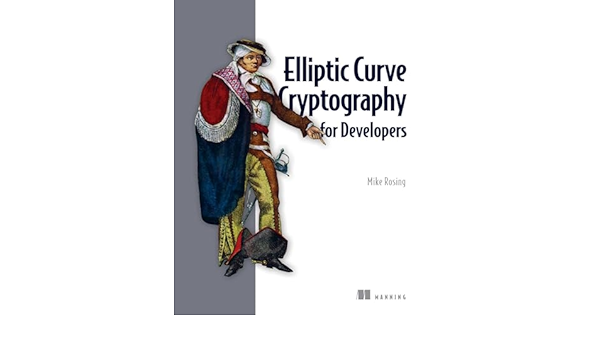 Elliptic Curve
Cryptography
for Developers
Mike Rosing
MANNING